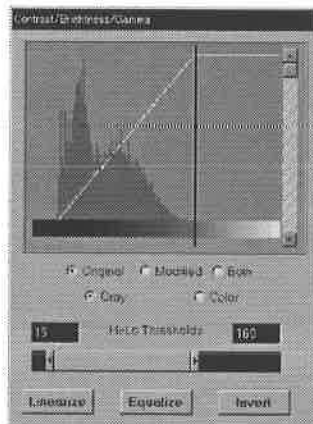 Contrast/Brightness/Gamma
Original Modified Both
Gray Color
15 Hi-Lo Thresholds 160
Linearize Equalize Invert